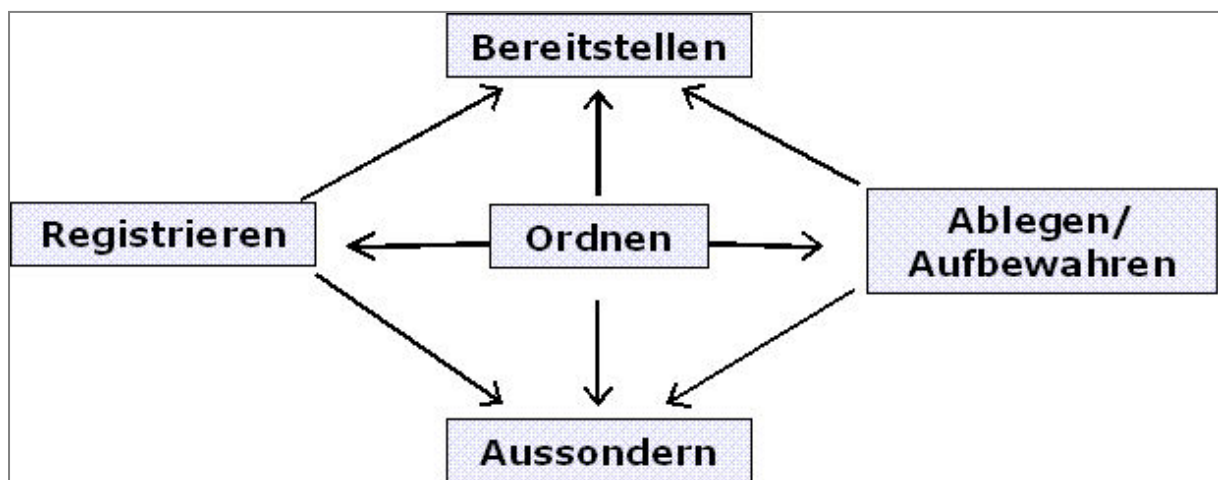 Bereitstellen
Registrieren
Ordnen
Ablegen/
Aufbewahren
Aussondern